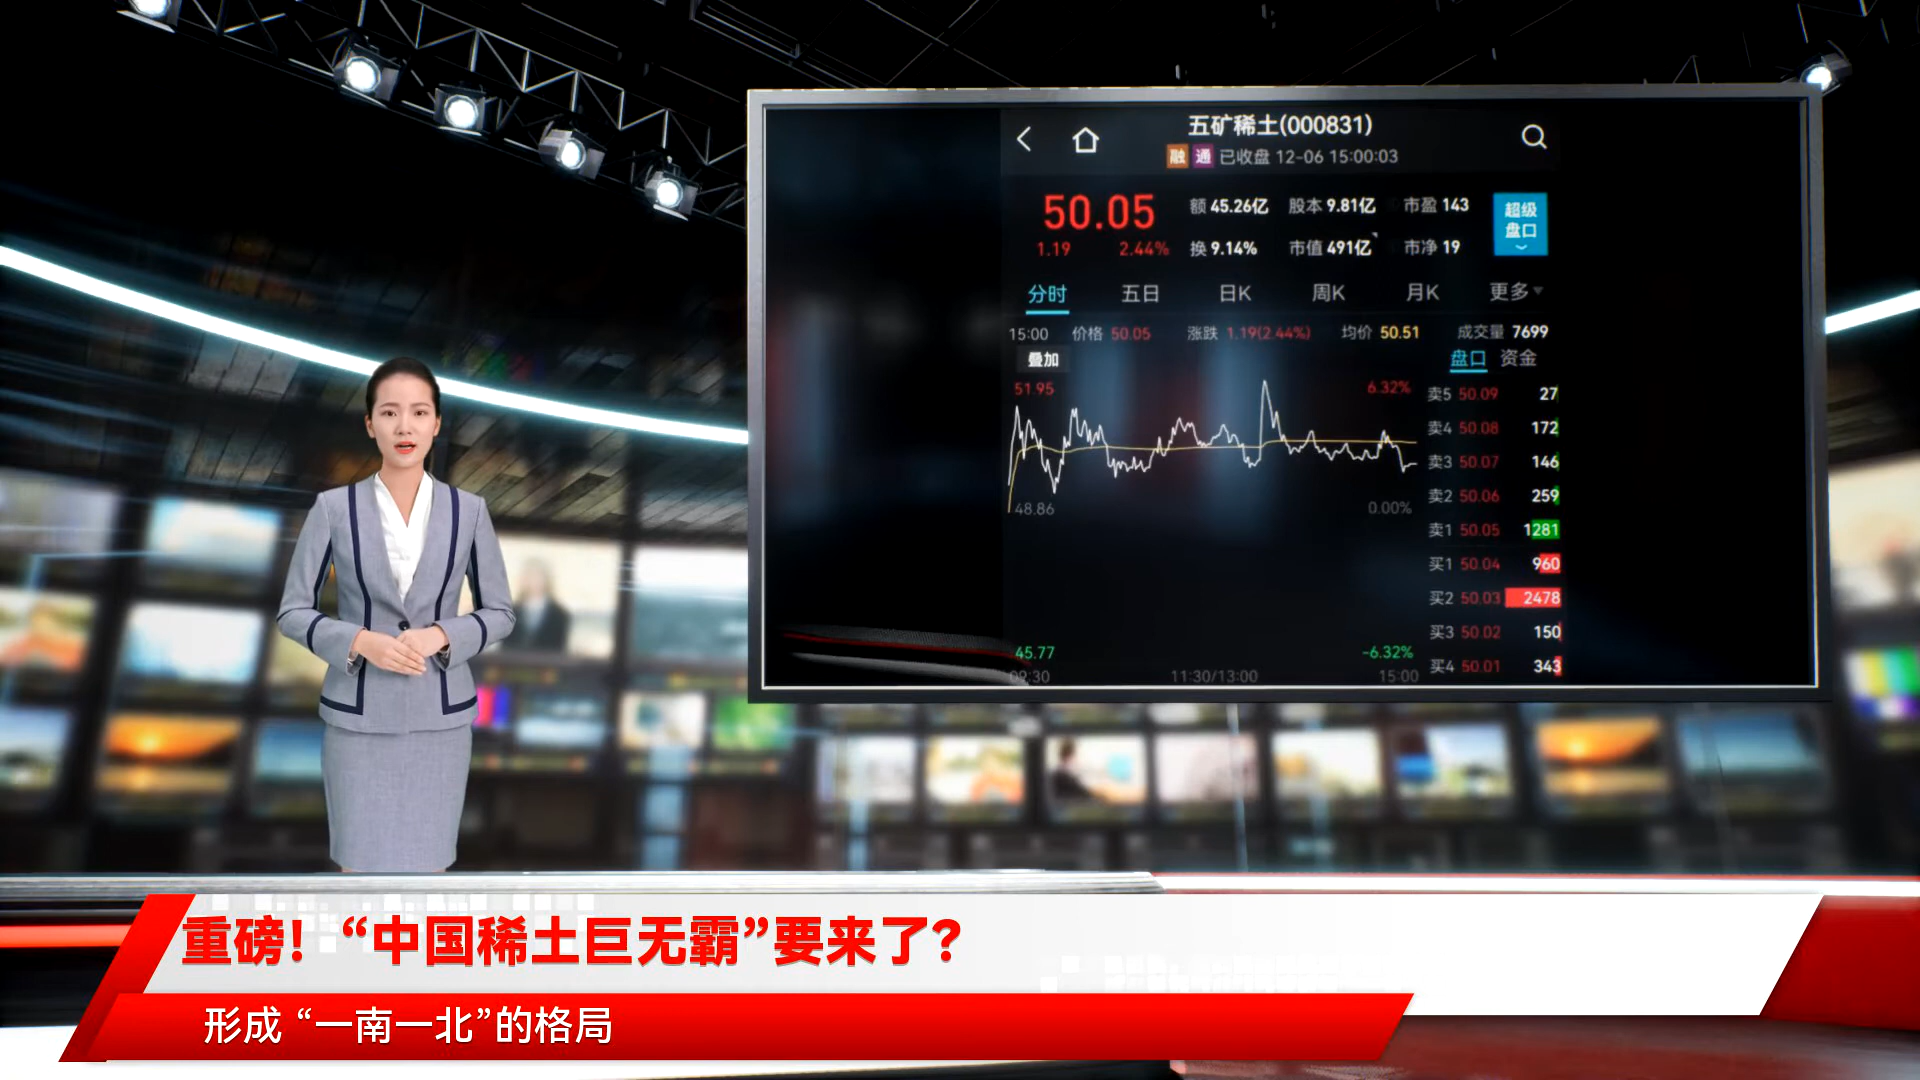 五矿稀土(000831)
融 通 已收盘 12-06 15:00:03
50.05
1.19 2.44%
额 45.26亿 股本 9.81亿 市盈 143
换 9.14% 市值 491亿 市净 19
超级
盘口
分时 五日 日K 周K 月K 更多
15:00 价格 50.05 涨跌 1.19(2.44%) 均价 50.51 成交量 7699
叠加
盘口 资金
51.95 6.32%
48.86 0.00%
45.77 -6.32%
09:30 11:30/13:00 15:00
卖5 50.09 27
卖4 50.08 172
卖3 50.07 146
卖2 50.06 259
卖1 50.05 1281
买1 50.04 960
买2 50.03 2478
买3 50.02 150
买4 50.01 343
重磅！“中国稀土巨无霸”要来了？
形成“一南一北”的格局